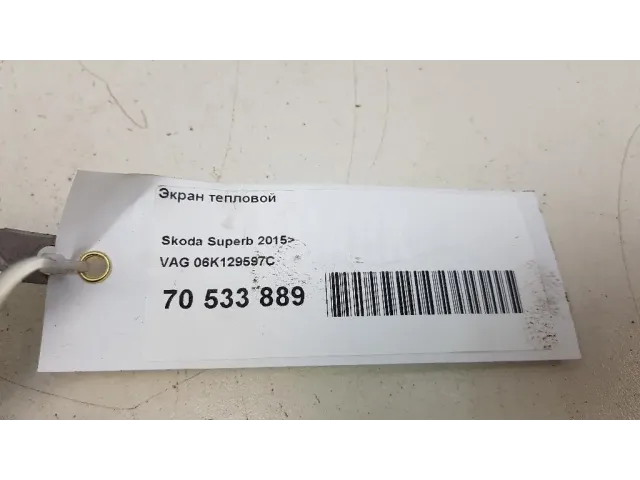 Экран тепловой
Skoda Superb 2015>
VAG 06K129597C
70 533 889